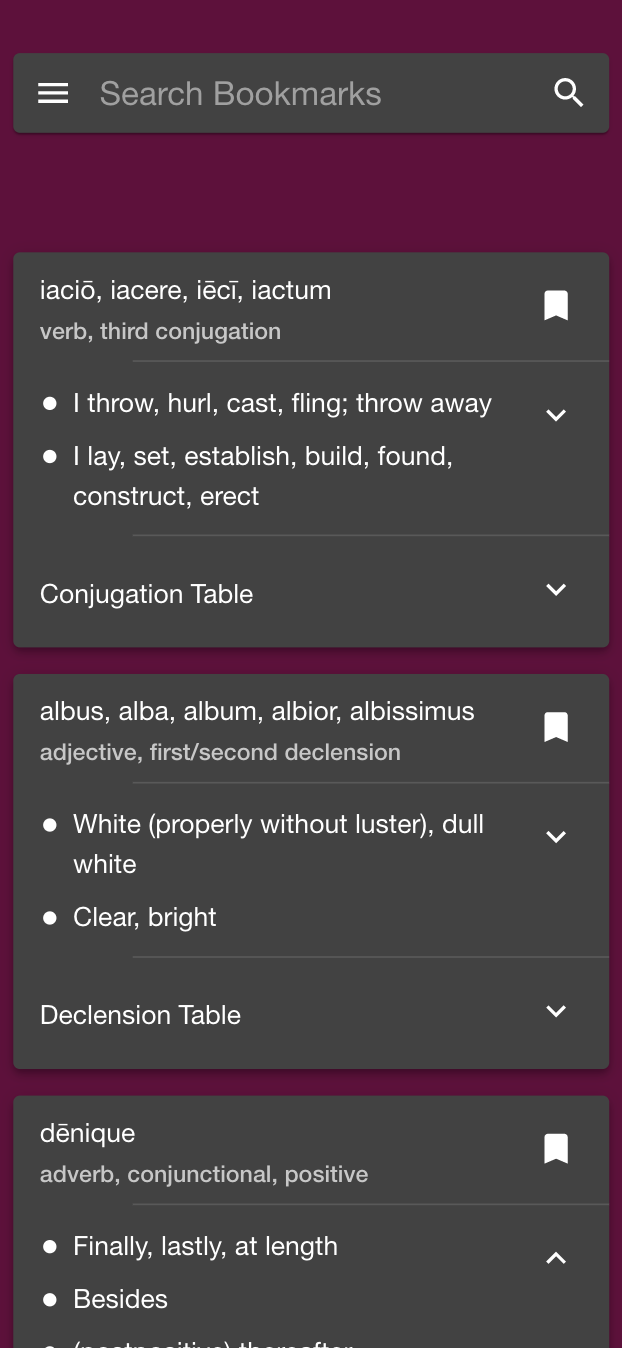 Search Bookmarks
iaciō, iacere, iēcī, iactum
verb, third conjugation
I throw, hurl, cast, fling; throw away
I lay, set, establish, build, found,
construct, erect
Conjugation Table
albus, alba, album, albior, albissimus
adjective, first/second declension
White (properly without luster), dull
white
Clear, bright
Declension Table
dēnique
adverb, conjunctional, positive
Finally, lastly, at length
Besides
(postpositive) thereafter